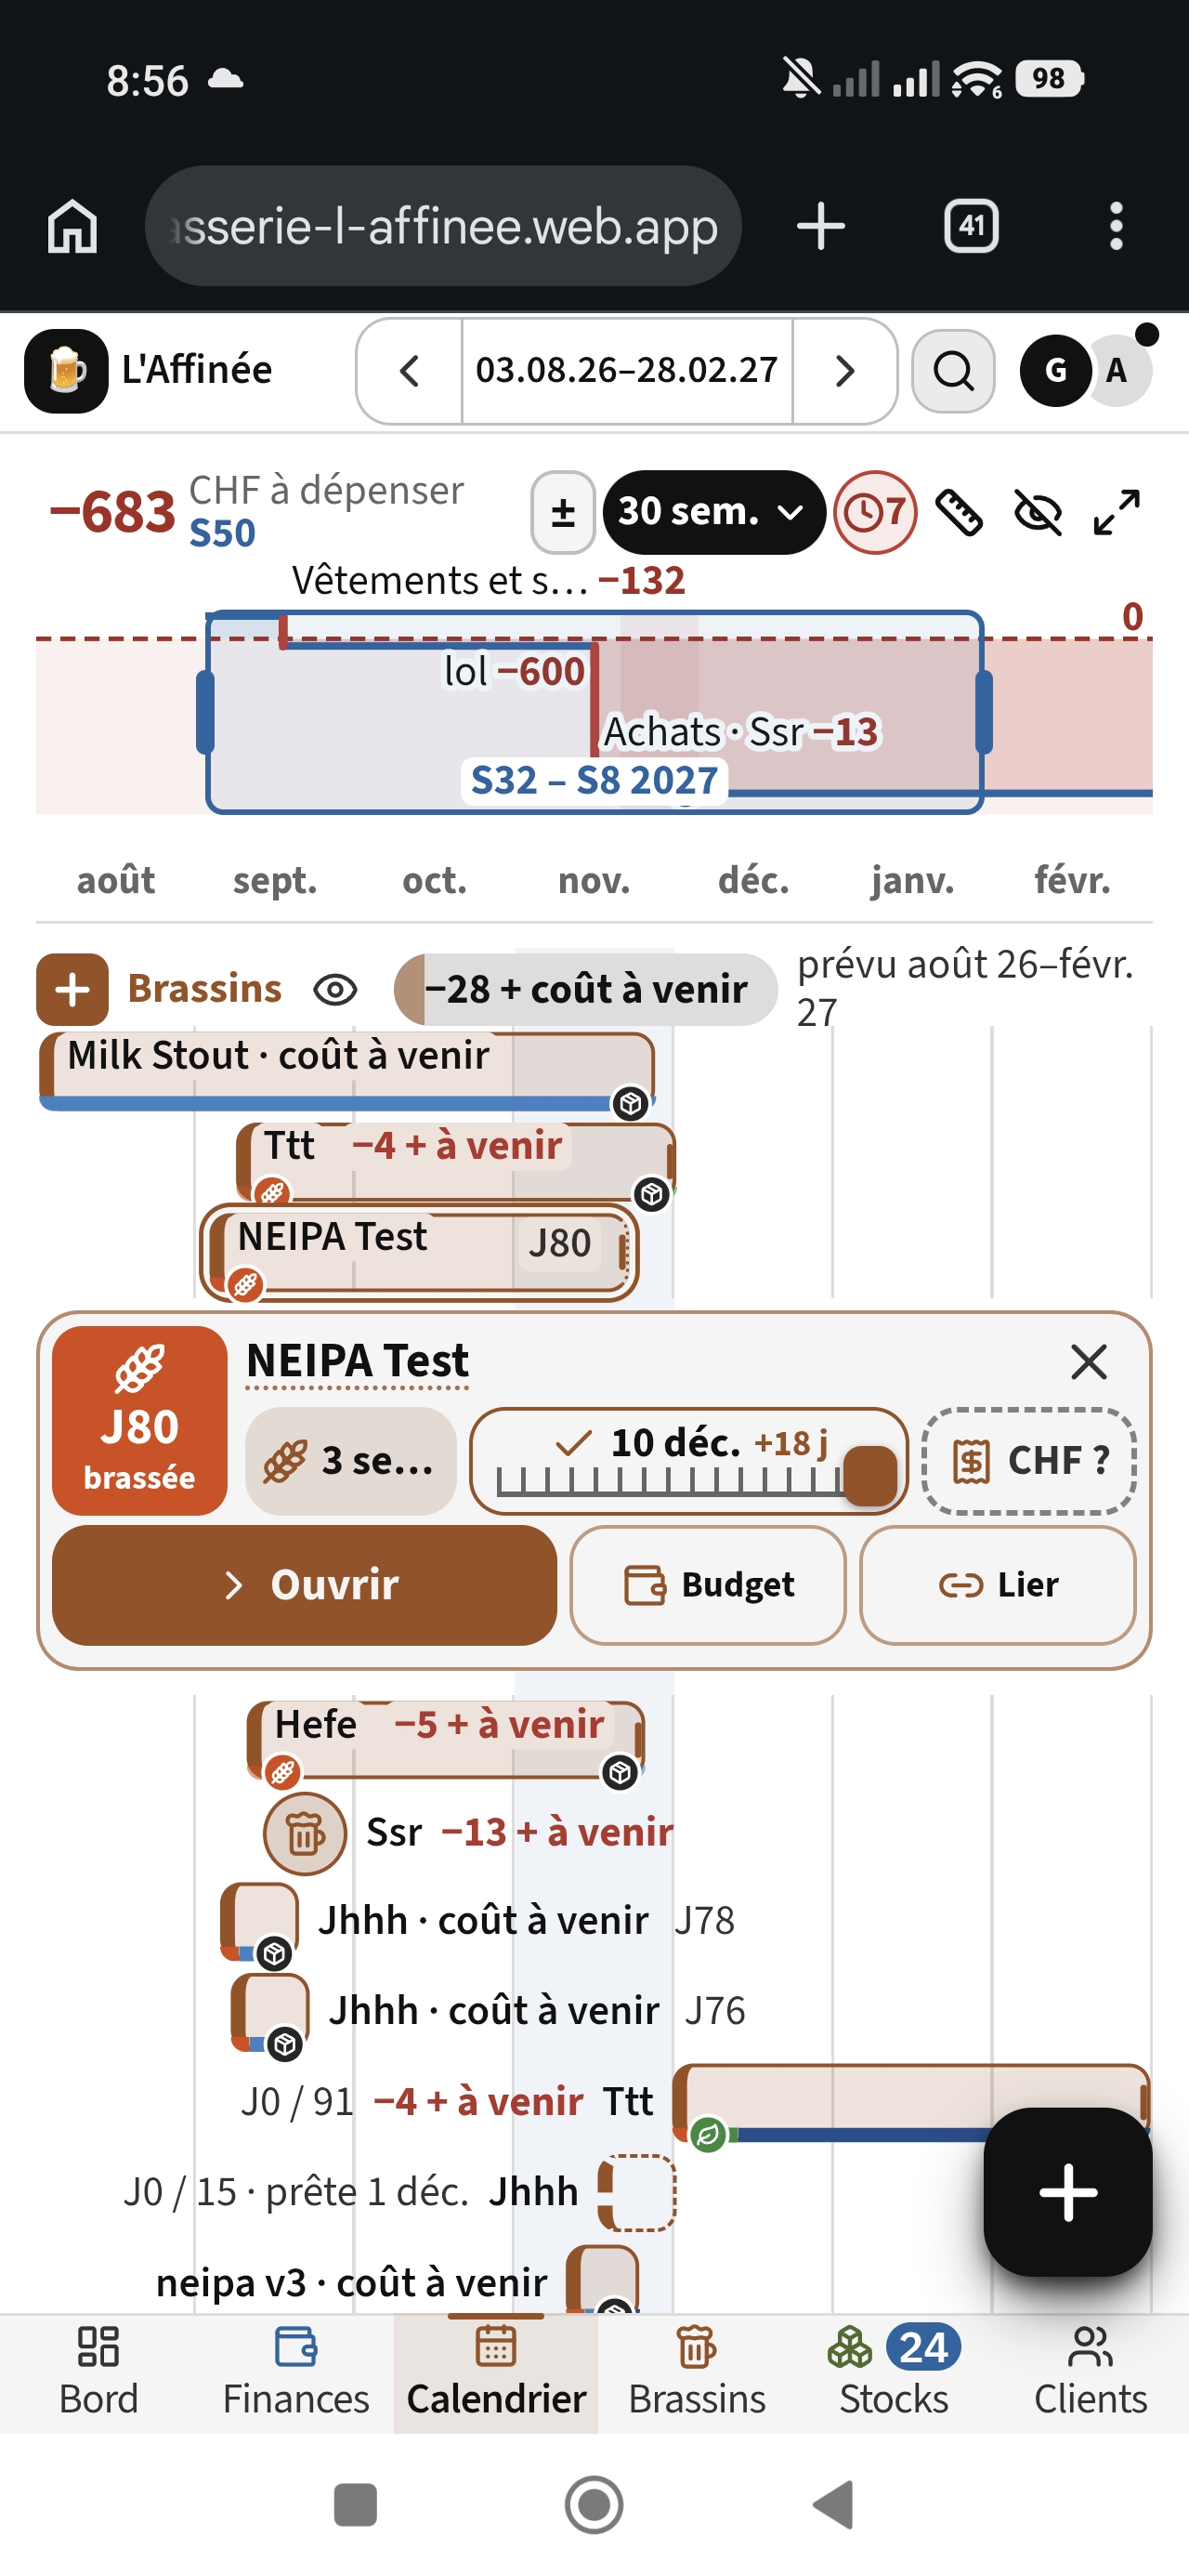 8:56
6
98
asserie-l-affinee.web.app
41
L'Affinée
03.08.26–28.02.27
G
A
−683 CHF à dépenser
S50
±
30 sem.
7
Vêtements et s… −132
0
lol −600
Achats · Ssr −13
S32 – S8 2027
août sept. oct. nov. déc. janv. févr.
Brassins
−28 + coût à venir
prévu août 26–févr.
27
Milk Stout · coût à venir
Ttt −4 + à venir
NEIPA Test J80
NEIPA Test
J80
brassée
3 se…
10 déc. +18 j
CHF ?
Ouvrir
Budget
Lier
Hefe −5 + à venir
Ssr −13 + à venir
Jhhh · coût à venir J78
Jhhh · coût à venir J76
J0 / 91 −4 + à venir Ttt
J0 / 15 · prête 1 déc. Jhhh
neipa v3 · coût à venir
24
Bord Finances Calendrier Brassins Stocks Clients